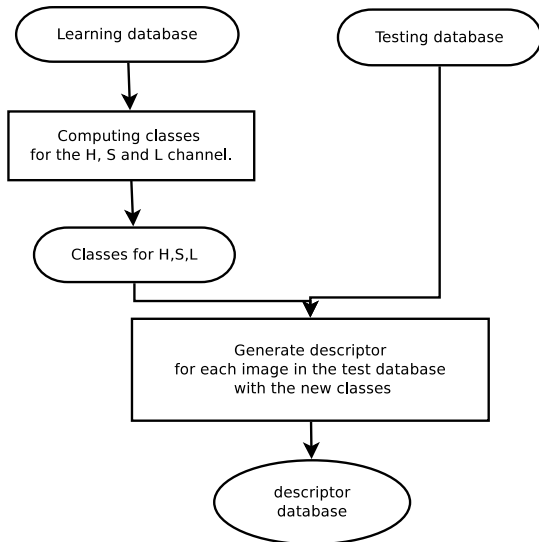 Learning database
Testing database
Computing classes
for the H, S and L channel.
Classes for H,S,L
Generate descriptor
for each image in the test database
with the new classes
descriptor
database